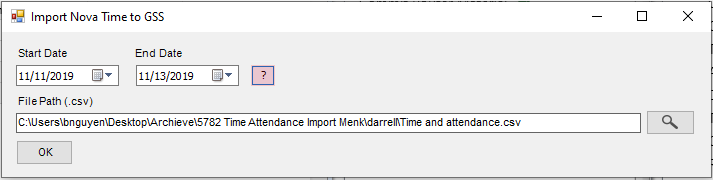 Import Nova Time to GSS
Start Date End Date
11/11/2019 11/13/2019 ?
File Path (.csv)
C:\Users\bnguyen\Desktop\Archieve\5782 Time Attendance Import Menk\darrell\Time and attendance.csv
OK